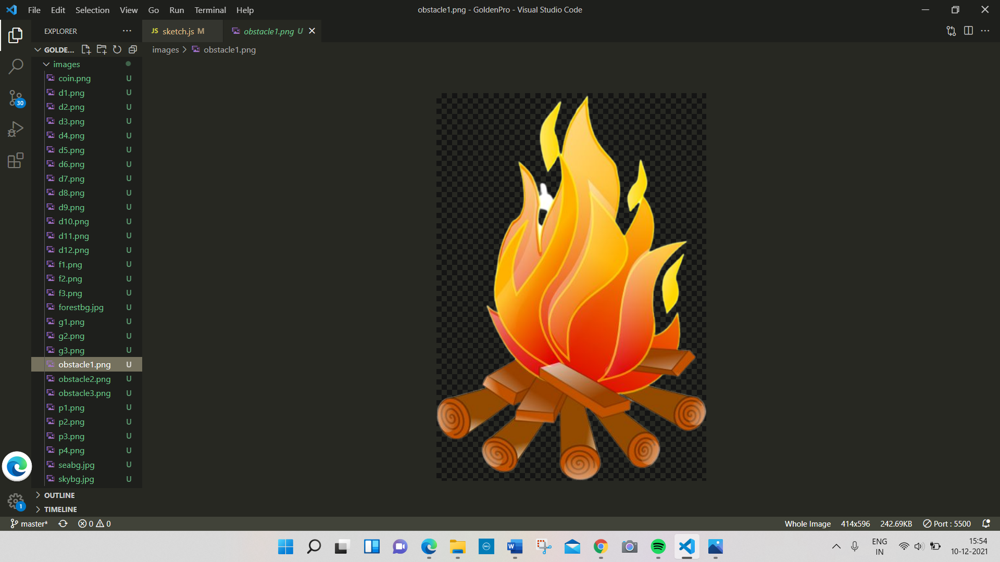 File Edit Selection View Go Run Terminal Help
obstacle1.png - GoldenPro - Visual Studio Code
EXPLORER
JS sketch.js M
obstacle1.png U
GOLDE...
images > obstacle1.png
images
coin.png U
d1.png U
d2.png U
d3.png U
d4.png U
d5.png U
d6.png U
d7.png U
d8.png U
d9.png U
d10.png U
d11.png U
d12.png U
f1.png U
f2.png U
f3.png U
forestbg.jpg U
g1.png U
g2.png U
g3.png U
obstacle1.png U
obstacle2.png U
obstacle3.png U
p1.png U
p2.png U
p3.png U
p4.png U
seabg.jpg U
skybg.jpg U
30
OUTLINE
1
TIMELINE
master* 0 0
Whole Image 414x596 242.69KB Port : 5500
DELL
W
ENG
IN
15:54
10-12-2021